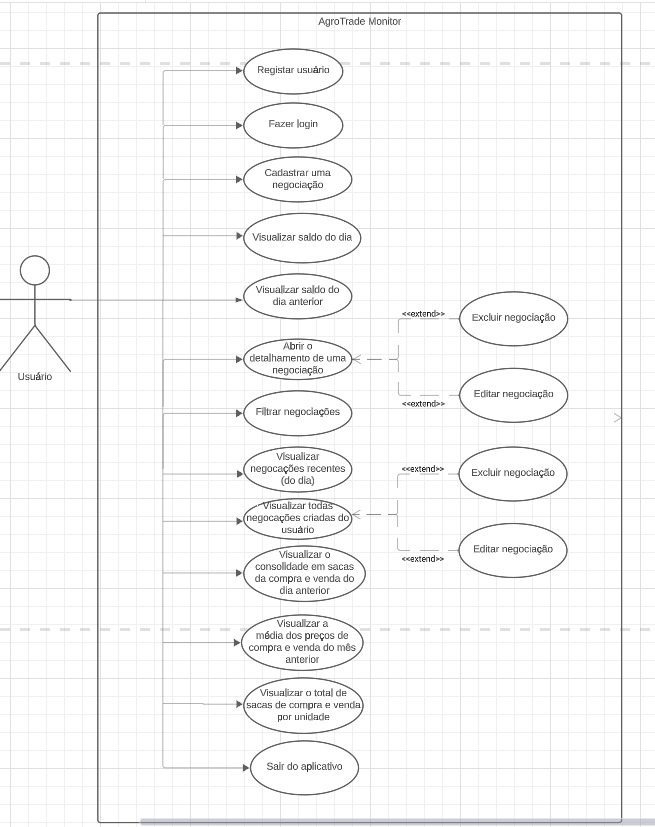 AgroTrade Monitor
Registar usuário
Fazer login
Cadastrar uma
negociação
Visualizar saldo do dia
Visualizar saldo do
dia anterior
Usuário
Abrir o
detalhamento de uma
negociação
<<extend>>
Excluir negociação
Editar negociação
<<extend>>
Filtrar negociações
Visualizar
negocações recentes
(do dia)
Visualizar todas
negocações criadas do
usuário
<<extend>>
Excluir negociação
Editar negociação
<<extend>>
Visualizar o
consolidade em sacas
da compra e venda do
dia anterior
Visualizar a
média dos preços de
compra e venda do mês
anterior
Visualizar o total de
sacas de compra e venda
por unidade
Sair do aplicativo